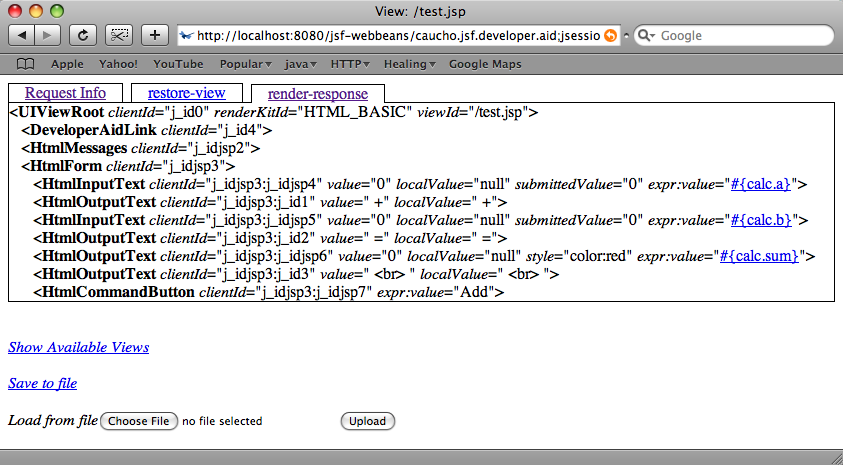 View: /test.jsp
http://localhost:8080/jsf-webbeans/caucho.jsf.developer.aid;jsessio
Google
Apple Yahoo! YouTube Popular java HTTP Healing Google Maps
Request Info restore-view render-response
<UIViewRoot clientId="j_id0" renderKitId="HTML_BASIC" viewId="/test.jsp">
<DeveloperAidLink clientId="j_id4">
<HtmlMessages clientId="j_idjsp2">
<HtmlForm clientId="j_idjsp3">
<HtmlInputText clientId="j_idjsp3:j_idjsp4" value="0" localValue="null" submittedValue="0" expr:value="#{calc.a}">
<HtmlOutputText clientId="j_idjsp3:j_id1" value=" +" localValue=" +">
<HtmlInputText clientId="j_idjsp3:j_idjsp5" value="0" localValue="null" submittedValue="0" expr:value="#{calc.b}">
<HtmlOutputText clientId="j_idjsp3:j_id2" value=" =" localValue=" =">
<HtmlOutputText clientId="j_idjsp3:j_idjsp6" value="0" localValue="null" style="color:red" expr:value="#{calc.sum}">
<HtmlOutputText clientId="j_idjsp3:j_id3" value=" <br> " localValue=" <br> ">
<HtmlCommandButton clientId="j_idjsp3:j_idjsp7" expr:value="Add">
Show Available Views
Save to file
Load from file Choose File no file selected Upload